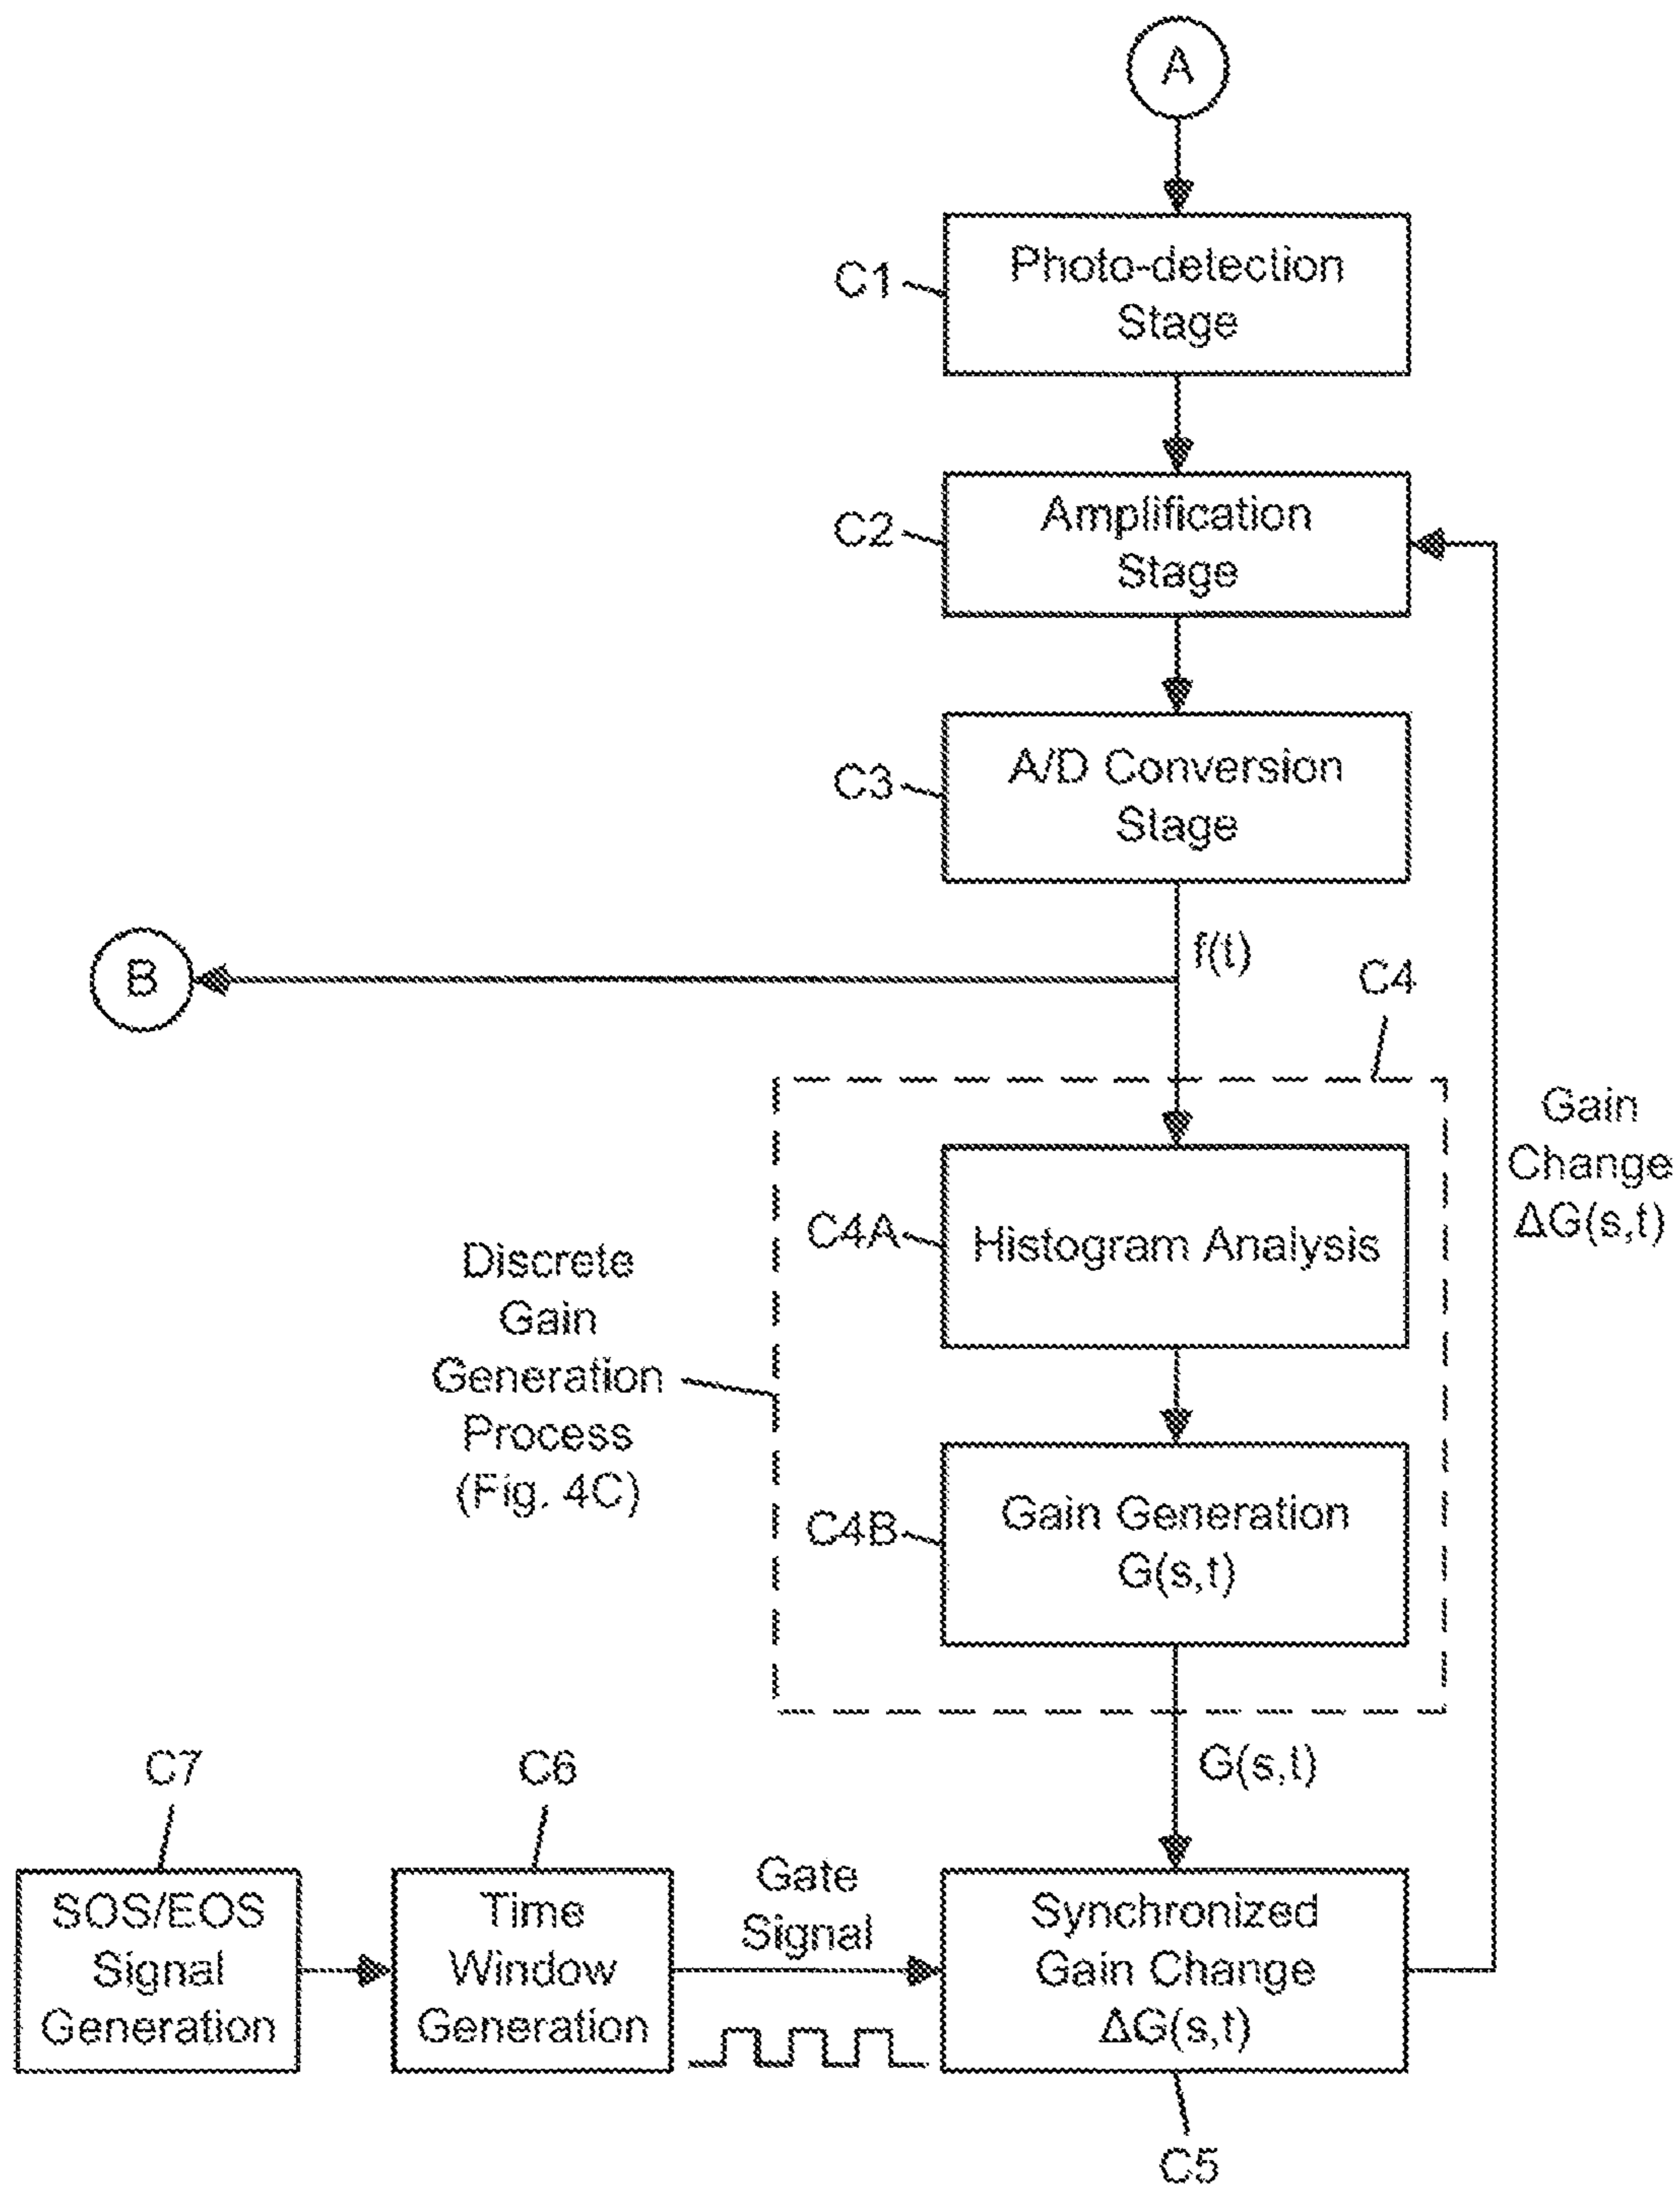 A
C1
Photo-detection
Stage
C2
Amplification
Stage
C3
A/D Conversion
Stage
f(t)
B
C4
Gain
Change
ΔG(s,t)
C4A
Histogram Analysis
Discrete
Gain
Generation
Process
(Fig. 4C)
C4B
Gain Generation
G(s,t)
G(s,t)
C7
SOS/EOS
Signal
Generation
C6
Time
Window
Generation
Gate
Signal
Synchronized
Gain Change
ΔG(s,t)
C5